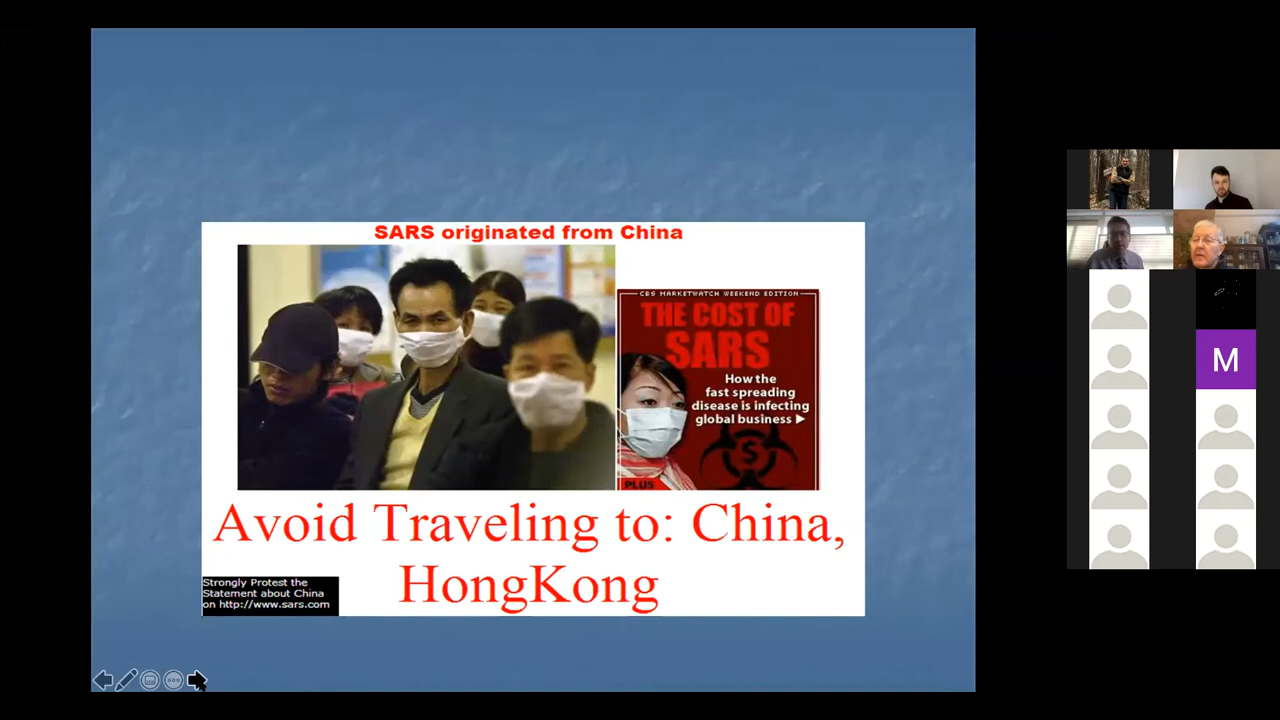 SARS originated from China
CBS MARKETWATCH WEEKEND EDITION
THE COST OF
SARS
How the
fast spreading
disease is infecting
global business
S
PLUS
Avoid Traveling to: China,
HongKong
Strongly Protest the
Statement about China
on http://www.sars.com
M